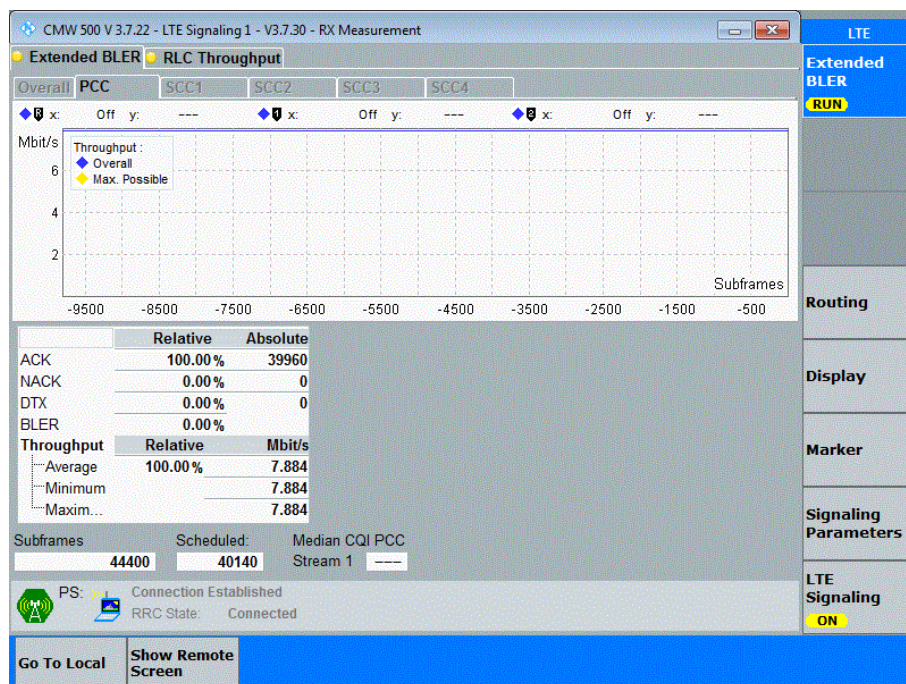 CMW 500 V 3.7.22 - LTE Signaling 1 - V3.7.30 - RX Measurement
LTE
Extended BLER RLC Throughput
Extended
BLER
RUN
Overall PCC SCC1 SCC2 SCC3 SCC4
R x: Off y: --- 1 x: Off y: --- 2 x: Off y: ---
Mbit/s
Throughput :
Overall
Max. Possible
6
4
2
Subframes
-9500 -8500 -7500 -6500 -5500 -4500 -3500 -2500 -1500 -500
Routing
Relative Absolute
ACK 100.00 % 39960
NACK 0.00 % 0
DTX 0.00 % 0
BLER 0.00 %
Throughput Relative Mbit/s
Average 100.00 % 7.884
Minimum 7.884
Maxim... 7.884
Display
Marker
Signaling
Parameters
Subframes Scheduled: Median CQI PCC
44400 40140 Stream 1 ---
LTE
Signaling
ON
PS: Connection Established
RRC State: Connected
Go To Local
Show Remote
Screen